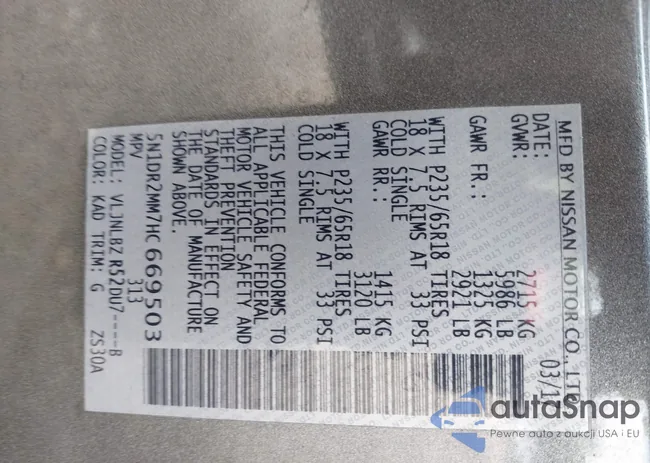 MFD BY NISSAN MOTOR CO., LTD
DATE: 03/1
GVWR: 2715 KG
5986 LB
GAWR FR.: 1325 KG
2921 LB
WITH P235/65R18 TIRES
18 X 7.5 RIMS AT 33 PSI
COLD SINGLE
GAWR RR.: 1415 KG
3120 LB
WITH P235/65R18 TIRES
18 X 7.5 RIMS AT 33 PSI
COLD SINGLE
THIS VEHICLE CONFORMS TO
ALL APPLICABLE FEDERAL
MOTOR VEHICLE SAFETY AND
THEFT PREVENTION
STANDARDS IN EFFECT ON
THE DATE OF MANUFACTURE
SHOWN ABOVE.
5N1DR2MM7HC669503
MPV 313
MODEL: VLJNLBZ R52DU7----B
COLOR: KAD TRIM: G ZS30A
autoSnap
Pewne auto z aukcji USA i EU